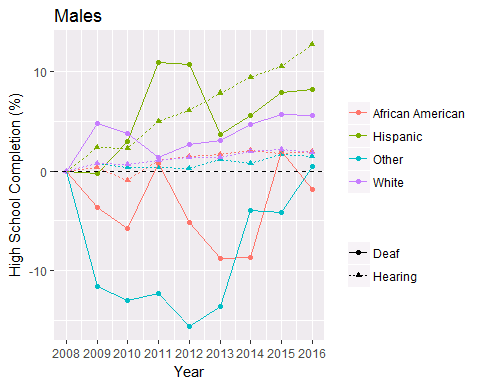 Males
High School Completion (%)
10
0
-10
2008 2009 2010 2011 2012 2013 2014 2015 2016
Year
African American
Hispanic
Other
White
Deaf
Hearing